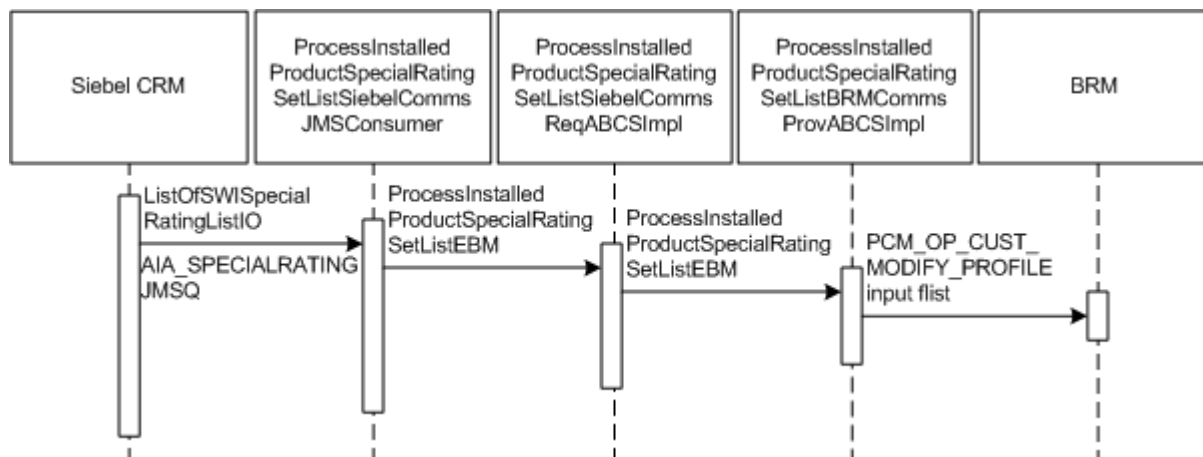 Siebel CRM
ProcessInstalled
ProductSpecialRating
SetListSiebelComms
JMSConsumer
ProcessInstalled
ProductSpecialRating
SetListSiebelComms
ReqABCSImpl
ProcessInstalled
ProductSpecialRating
SetListBRMComms
ProvABCSImpl
BRM
ListOfSWISpecial
RatingListIO
AIA_SPECIALRATING
JMSQ
ProcessInstalled
ProductSpecialRating
SetListEBM
ProcessInstalled
ProductSpecialRating
SetListEBM
PCM_OP_CUST_
MODIFY_PROFILE
input flist